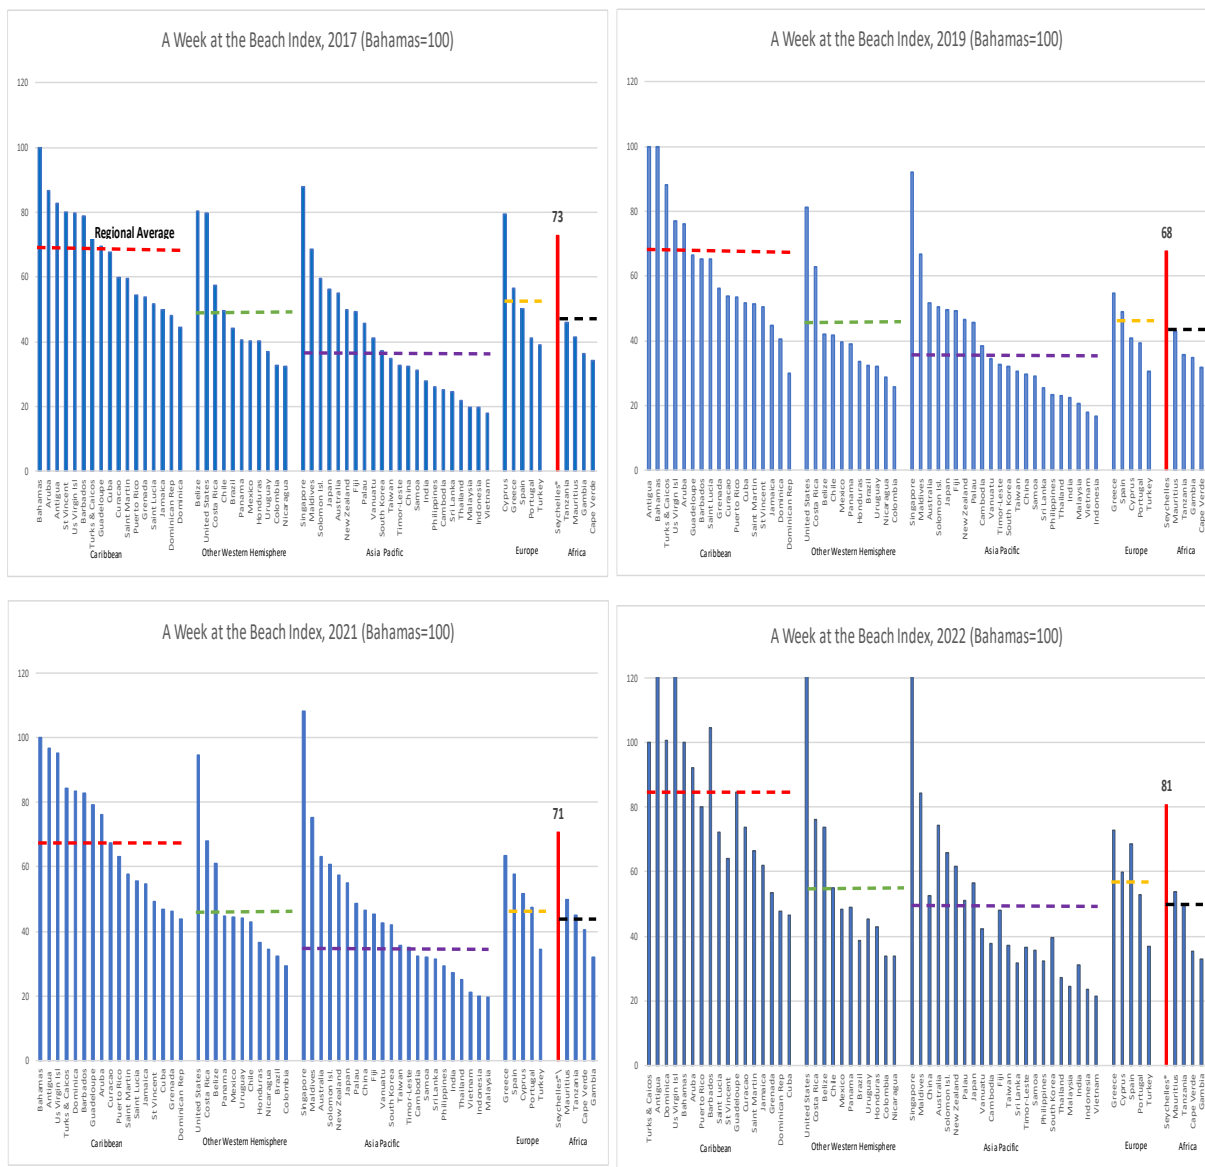 A Week at the Beach Index, 2017 (Bahamas=100)
120
100
80
60
40
20
0
Regional Average
73
Bahamas
Aruba
Antigua
St Vincent
Us Virgin Isl
Barbados
Turks & Caicos
Guadeloupe
Cuba
Curacao
Saint Martin
Puerto Rico
Grenda
Saint Lucia
Jamaica
Dominican Rep
Dominica
Belize
United States
Costa Rica
Chile
Brazil
Panama
Mexico
Honduras
Uruguay
Colombia
Nicaragua
Singapore
Maldives
Solomon Isl.
Japan
Australia
New Zealand
Fiji
Palau
Vanuatu
South Korea
Taiwan
Timor-Leste
China
Samoa
India
Philippines
Cambodia
Sri Lanka
Thailand
Malaysia
Indonesia
Vietnam
Cyprus
Greece
Spain
Portugal
Turkey
Seychelles*
Tanzania
Mauritius
Gambia
Cape Verde
Caribbean
Other Western Hemisphere
Asia Pacific
Europe
Africa
A Week at the Beach Index, 2019 (Bahamas=100)
120
100
80
60
40
20
0
68
Antigua
Bahamas
Turks & Caicos
Us Virgin Isl
Aruba
Guadeloupe
Barbados
Saint Lucia
Grenada
Curacao
Puerto Rico
Cuba
Saint Martin
St Vincent
Jamaica
Dominica
Dominican Rep
United States
Costa Rica
Belize
Chile
Mexico
Panama
Honduras
Brazil
Uruguay
Nicaragua
Colombia
Singapore
Maldives
Australia
Solomon Isl.
Japan
Fiji
New Zealand
Palau
Cambodia
Vanuatu
Timor-Leste
South Korea
Taiwan
China
Samoa
Sri Lanka
Philippines
Thailand
India
Malaysia
Vietnam
Indonesia
Greece
Spain
Cyprus
Portugal
Turkey
Seychelles*
Mauritius
Tanzania
Gambia
Cape Verde
Caribbean
Other Western Hemisphere
Asia Pacific
Europe
Africa
A Week at the Beach Index, 2021 (Bahamas=100)
120
100
80
60
40
20
0
71
Bahamas
Antigua
Us Virgin Isl
Turks & Caicos
Dominica
Barbados
Guadeloupe
Aruba
Curacao
Puerto Rico
Saint Martin
Saint Lucia
Jamaica
St Vincent
Cuba
Grenada
Dominican Rep
United States
Costa Rica
Belize
Panama
Mexico
Uruguay
Chile
Honduras
Nicaragua
Brazil
Colombia
Singapore
Maldives
Australia
Solomon Isl.
New Zealand
Japan
Palau
China
Fiji
Vanuatu
South Korea
Taiwan
Timo-Leste
Cambodia
Samoa
Sri Lanka
Philippines
India
Thailand
Vietnam
Indonesia
Malaysia
Greece
Spain
Cyprus
Portugal
Turkey
Seychelles*\
Mauritius
Tanzania
Cape Verde
Gambia
Caribbean
Other Western Hemisphere
Asia Pacific
Europe
Africa
A Week at the Beach Index, 2022 (Bahamas=100)
120
100
80
60
40
20
0
81
Turks & Caicos
Antigua
Dominica
Us Virgin Isl
Bahamas
Aruba
Puerto Rico
Barbados
Saint Lucia
St Vincent
Guadeloupe
Curacao
Saint Martin
Jamaica
Grenada
Dominican Rep
Cuba
United States
Costa Rica
Belize
Chile
Mexico
Panama
Brazil
Uruguay
Honduras
Colombia
Nicaragua
Singapore
Maldives
China
Australia
Solomon Isl.
New Zealand
Palau
Japan
Vanuatu
Cambodia
Fiji
Taiwan
Sri Lanka
Timor-Leste
Samoa
Philippines
South Korea
Thailand
Malaysia
India
Indonesia
Vietnam
Greece
Cyprus
Spain
Portugal
Turkey
Seychelles*
Mauritius
Tanzania
Cape Verde
Gambia
Caribbean
Other Western Hemisphere
Asia Pacific
Europe
Africa